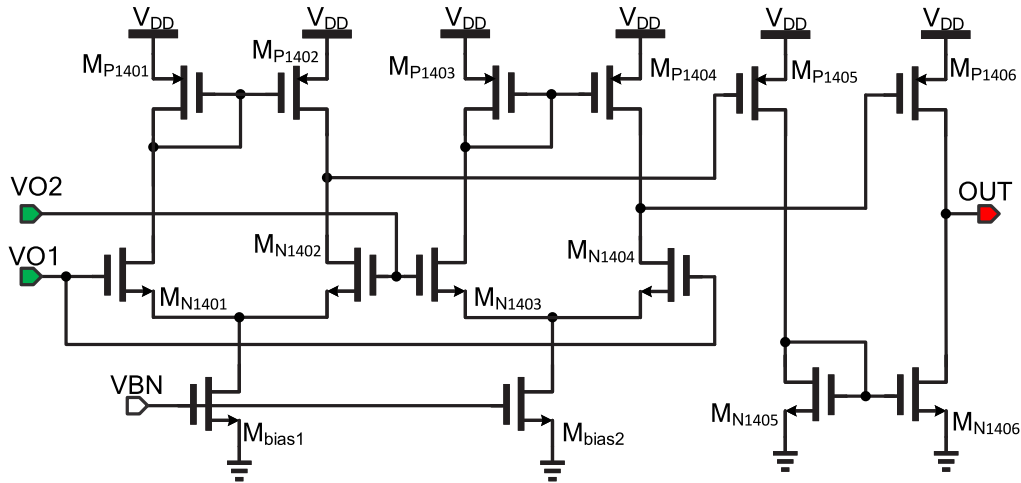 VDD VDD VDD VDD VDD VDD
MP1401 MP1402 MP1403 MP1404 MP1405 MP1406
VO2
OUT
VO1
MN1402
MN1404
MN1401
MN1403
VBN
MN1405
MN1406
Mbias1
Mbias2